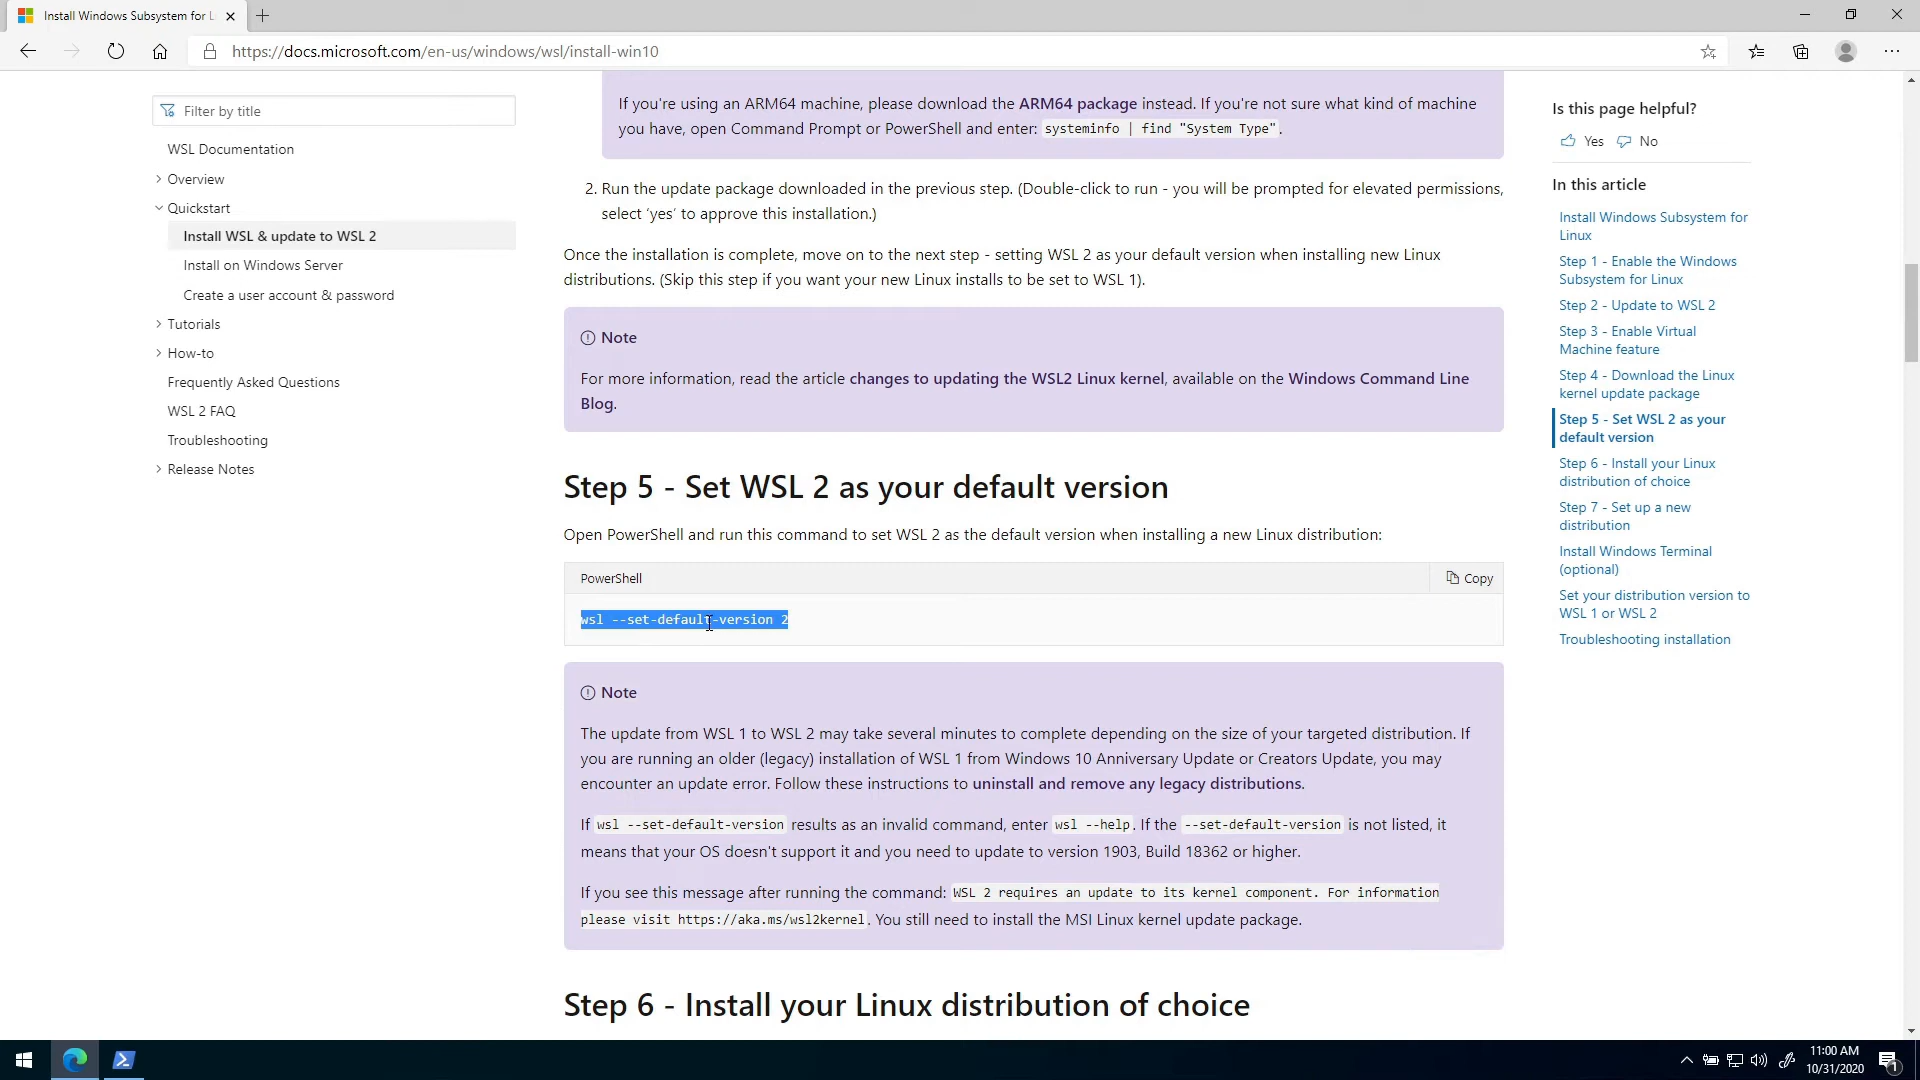 Install Windows Subsystem for L
https://docs.microsoft.com/en-us/windows/wsl/install-win10
Filter by title
WSL Documentation
Overview
Quickstart
Install WSL & update to WSL 2
Install on Windows Server
Create a user account & password
Tutorials
How-to
Frequently Asked Questions
WSL 2 FAQ
Troubleshooting
Release Notes
If you're using an ARM64 machine, please download the ARM64 package instead. If you're not sure what kind of machine
you have, open Command Prompt or PowerShell and enter: systeminfo | find "System Type".
2. Run the update package downloaded in the previous step. (Double-click to run - you will be prompted for elevated permissions,
select ‘yes’ to approve this installation.)
Once the installation is complete, move on to the next step - setting WSL 2 as your default version when installing new Linux
distributions. (Skip this step if you want your new Linux installs to be set to WSL 1).
Note
For more information, read the article changes to updating the WSL2 Linux kernel, available on the Windows Command Line
Blog.
Step 5 - Set WSL 2 as your default version
Open PowerShell and run this command to set WSL 2 as the default version when installing a new Linux distribution:
PowerShell
Copy
wsl --set-default-version 2
Note
The update from WSL 1 to WSL 2 may take several minutes to complete depending on the size of your targeted distribution. If
you are running an older (legacy) installation of WSL 1 from Windows 10 Anniversary Update or Creators Update, you may
encounter an update error. Follow these instructions to uninstall and remove any legacy distributions.
If wsl --set-default-version results as an invalid command, enter wsl --help. If the --set-default-version is not listed, it
means that your OS doesn't support it and you need to update to version 1903, Build 18362 or higher.
If you see this message after running the command: WSL 2 requires an update to its kernel component. For information
please visit https://aka.ms/wsl2kernel. You still need to install the MSI Linux kernel update package.
Step 6 - Install your Linux distribution of choice
Is this page helpful?
Yes No
In this article
Install Windows Subsystem for
Linux
Step 1 - Enable the Windows
Subsystem for Linux
Step 2 - Update to WSL 2
Step 3 - Enable Virtual
Machine feature
Step 4 - Download the Linux
kernel update package
Step 5 - Set WSL 2 as your
default version
Step 6 - Install your Linux
distribution of choice
Step 7 - Set up a new
distribution
Install Windows Terminal
(optional)
Set your distribution version to
WSL 1 or WSL 2
Troubleshooting installation
11:00 AM
10/31/2020
1